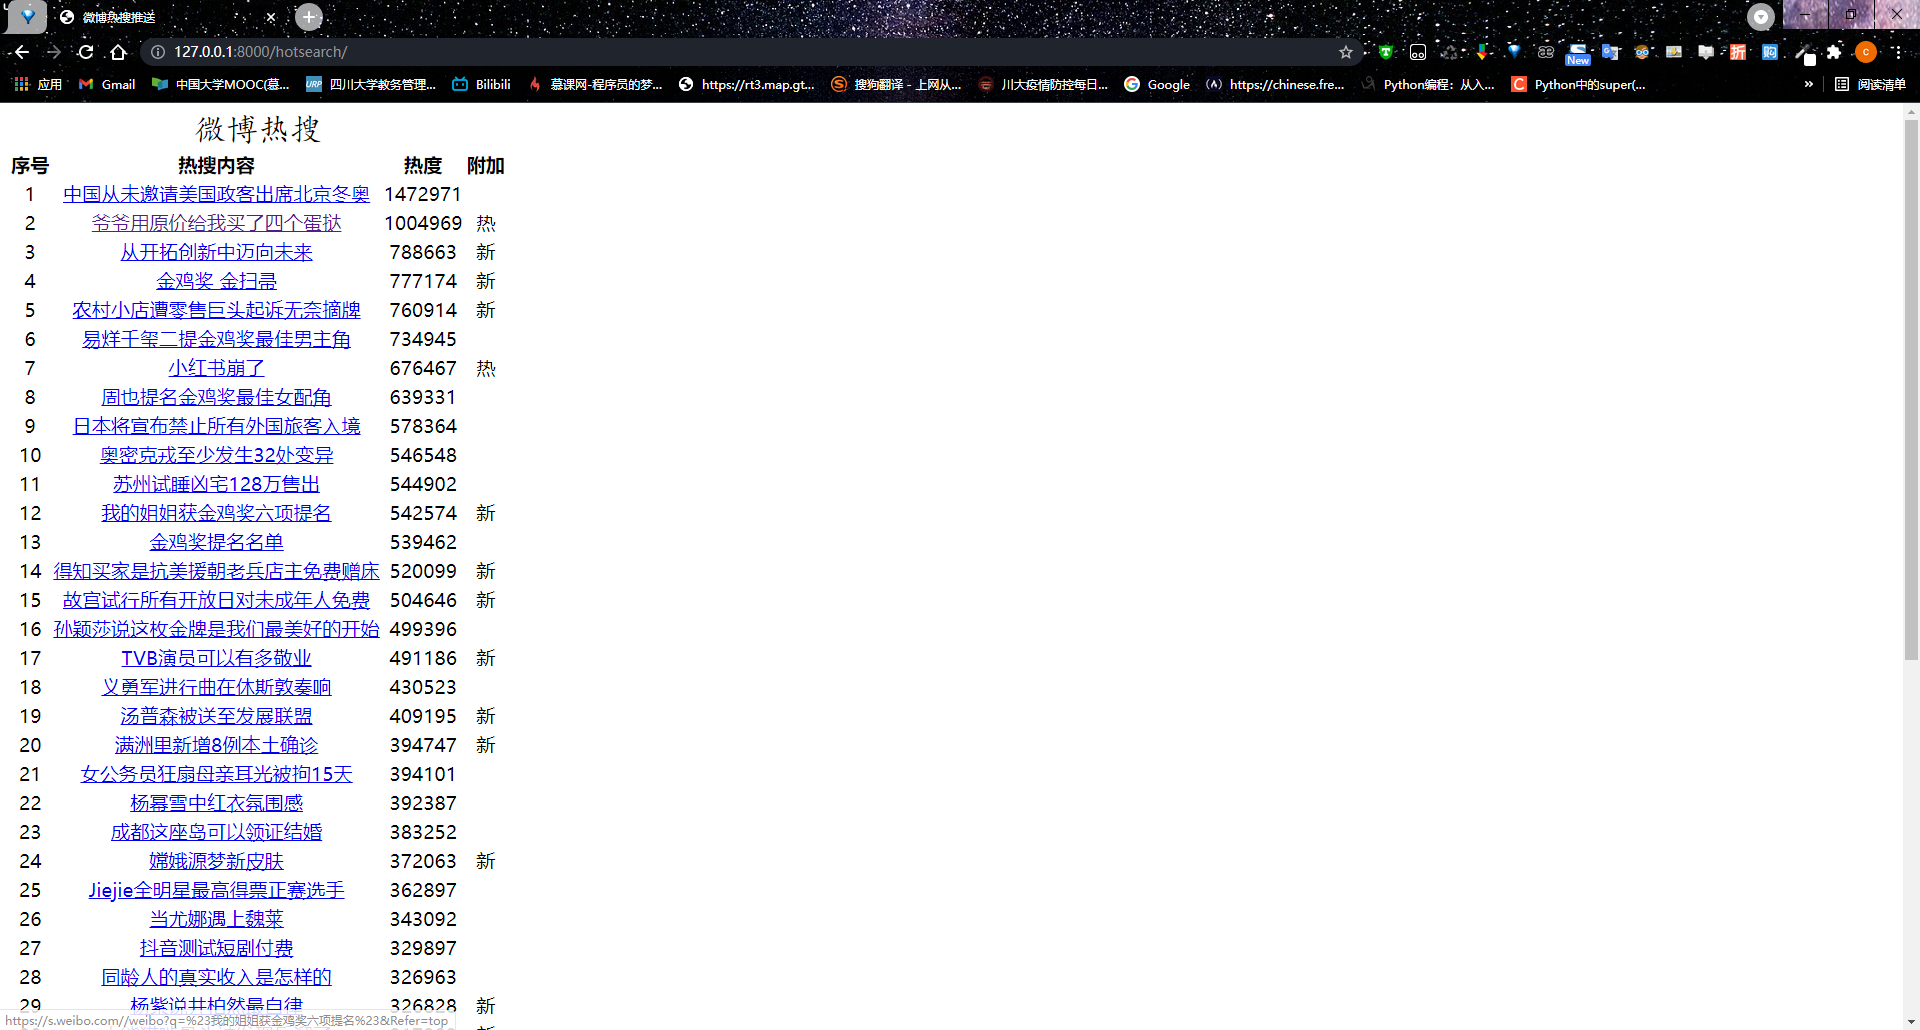 微博热搜推送
127.0.0.1:8000/hotsearch/
New
折
购
c
应用 Gmail 中国大学MOOC(慕... URP 四川大学教务管理... Bilibili 慕课网-程序员的梦... https://rt3.map.gt... 搜狗翻译 - 上网从... 川大疫情防控每日... Google https://chinese.fre... Python编程：从入... Python中的super(... » 阅读清单
微博热搜
序号 热搜内容 热度 附加
1 中国从未邀请美国政客出席北京冬奥 1472971
2 爷爷用原价给我买了四个蛋挞 1004969 热
3 从开拓创新中迈向未来 788663 新
4 金鸡奖 金扫帚 777174 新
5 农村小店遭零售巨头起诉无奈摘牌 760914 新
6 易烊千玺二提金鸡奖最佳男主角 734945
7 小红书崩了 676467 热
8 周也提名金鸡奖最佳女配角 639331
9 日本将宣布禁止所有外国旅客入境 578364
10 奥密克戎至少发生32处变异 546548
11 苏州试睡凶宅128万售出 544902
12 我的姐姐获金鸡奖六项提名 542574 新
13 金鸡奖提名名单 539462
14 得知买家是抗美援朝老兵店主免费赠床 520099 新
15 故宫试行所有开放日对未成年人免费 504646 新
16 孙颖莎说这枚金牌是我们最美好的开始 499396
17 TVB演员可以有多敬业 491186 新
18 义勇军进行曲在休斯敦奏响 430523
19 汤普森被送至发展联盟 409195 新
20 满洲里新增8例本土确诊 394747 新
21 女公务员狂扇母亲耳光被拘15天 394101
22 杨幂雪中红衣氛围感 392387
23 成都这座岛可以领证结婚 383252
24 嫦娥源梦新皮肤 372063 新
25 Jiejie全明星最高得票正赛选手 362897
26 当尤娜遇上魏莱 343092
27 抖音测试短剧付费 329897
28 同龄人的真实收入是怎样的 326963
29 杨紫说井柏然最自律 326828 新
https://s.weibo.com//weibo?q=%23我的姐姐获金鸡奖六项提名%23&Refer=top